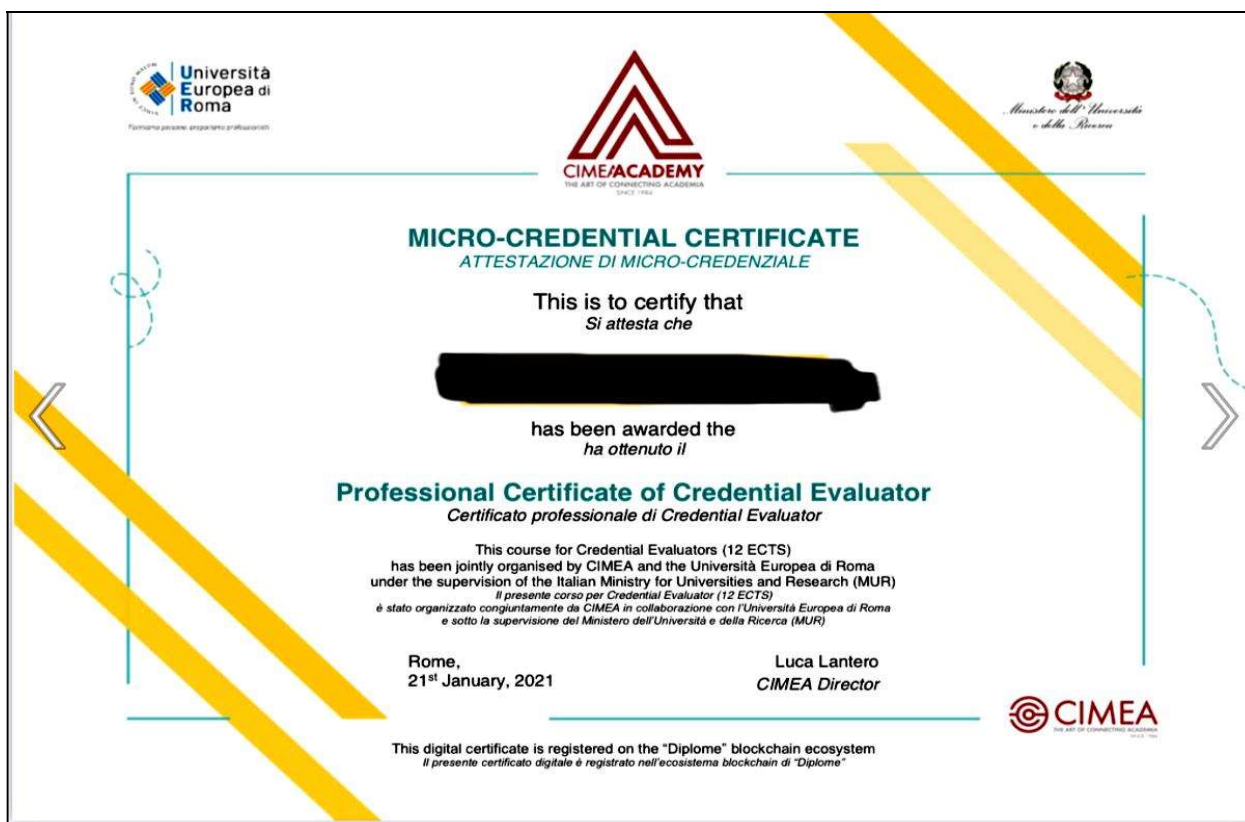 Università
Europea di
Roma
Formiamo persone, prepariamo professionisti
CIMEA/ACADEMY
THE ART OF CONNECTING ACADEMIA
SINCE 1984
Ministero dell'Università
e della Ricerca
MICRO-CREDENTIAL CERTIFICATE
ATTESTAZIONE DI MICRO-CREDENZIALE
This is to certify that
Si attesta che
has been awarded the
ha ottenuto il
Professional Certificate of Credential Evaluator
Certificato professionale di Credential Evaluator
This course for Credential Evaluators (12 ECTS)
has been jointly organised by CIMEA and the Università Europea di Roma
under the supervision of the Italian Ministry for Universities and Research (MUR)
Il presente corso per Credential Evaluator (12 ECTS)
è stato organizzato congiuntamente da CIMEA in collaborazione con l'Università Europea di Roma
e sotto la supervisione del Ministero dell'Università e della Ricerca (MUR)
Rome,
21st January, 2021
Luca Lantero
CIMEA Director
CIMEA
THE ART OF CONNECTING ACADEMIA
SINCE 1984
This digital certificate is registered on the "Diplome" blockchain ecosystem
Il presente certificato digitale è registrato nell'ecosistema blockchain di "Diplome"